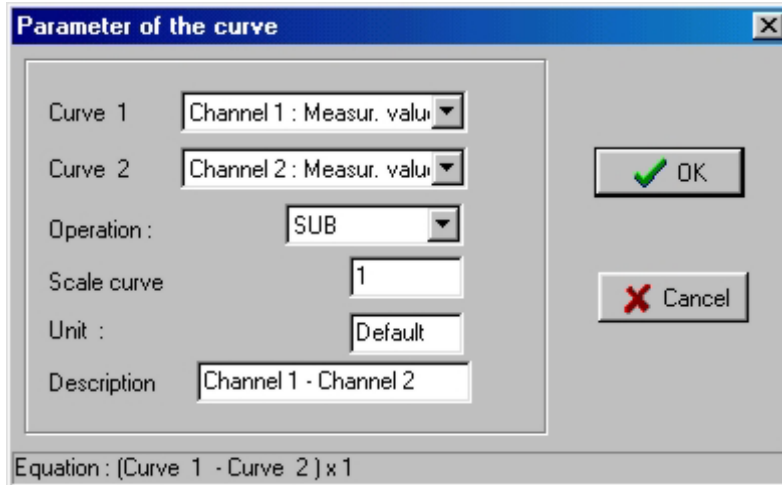 Parameter of the curve
Curve 1 Channel 1 : Measur. valu
Curve 2 Channel 2 : Measur. valu
Operation : SUB
Scale curve 1
Unit : Default
Description Channel 1 - Channel 2
OK
Cancel
Equation : (Curve 1 - Curve 2 ) x 1